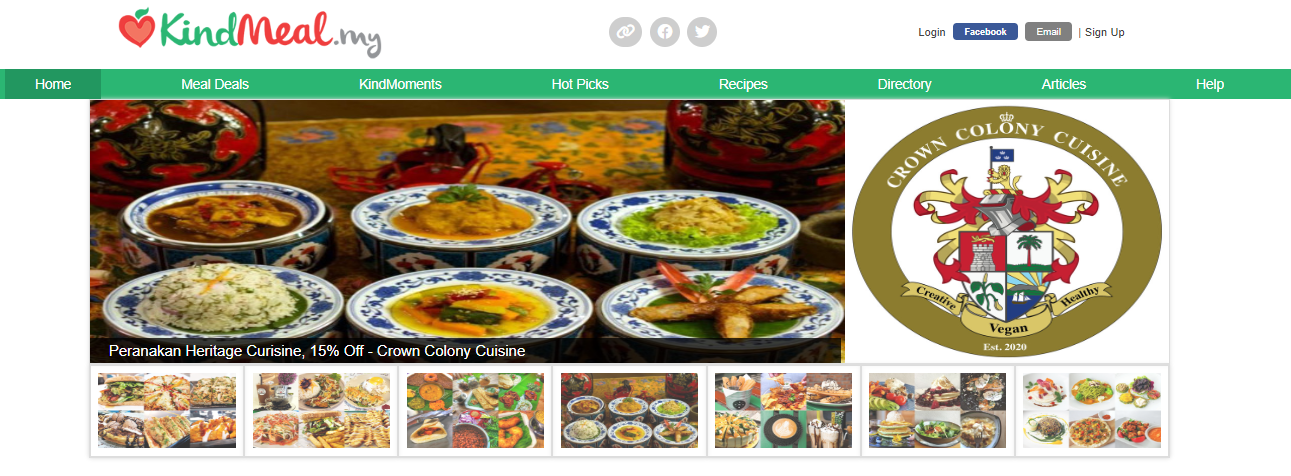 KindMeal.my
Login Facebook Email | Sign Up
Home Meal Deals KindMoments Hot Picks Recipes Directory Articles Help
CROWN COLONY CUISINE
Creative Healthy
Vegan
Est. 2020
Peranakan Heritage Curisine, 15% Off - Crown Colony Cuisine